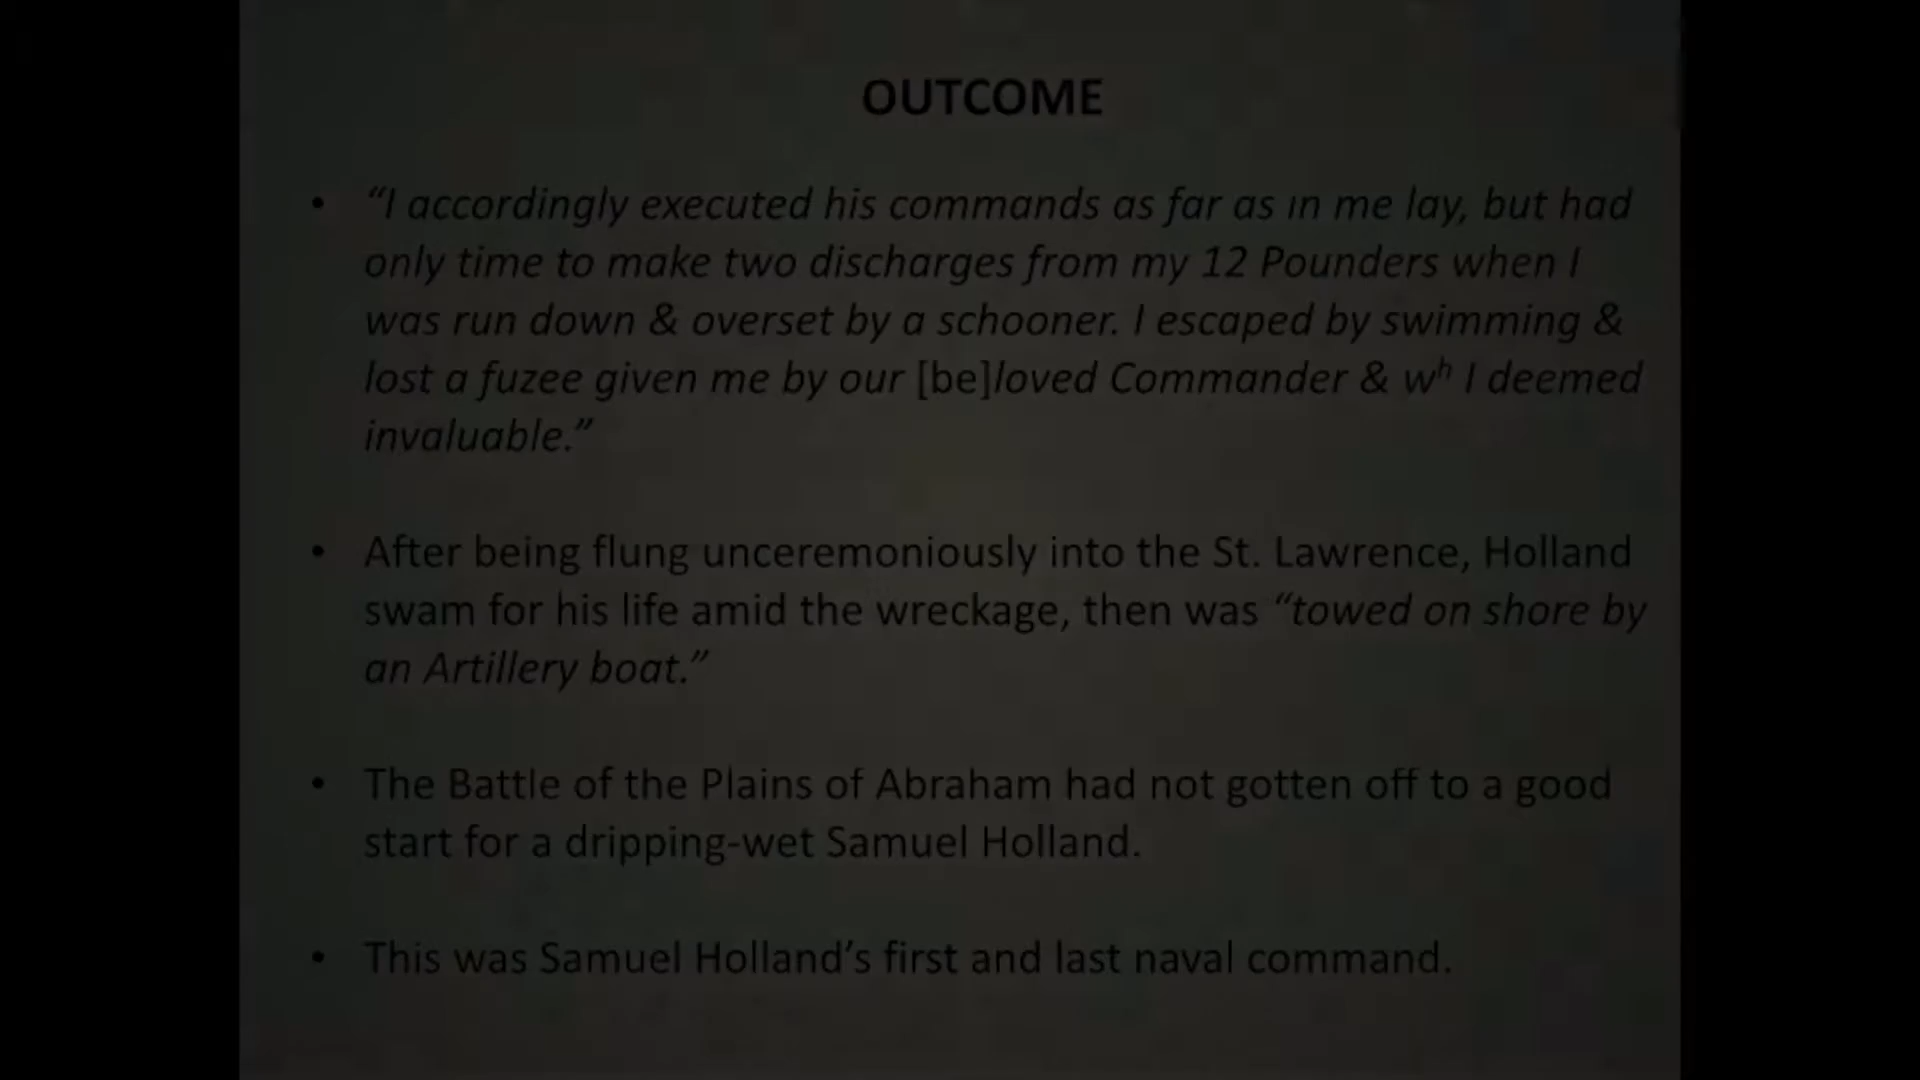 OUTCOME
• “I accordingly executed his commands as far as in me lay, but had
only time to make two discharges from my 12 Pounders when I
was run down & overset by a schooner. I escaped by swimming &
lost a fuzee given me by our [be]loved Commander & wʰ I deemed
invaluable.”
• After being flung unceremoniously into the St. Lawrence, Holland
swam for his life amid the wreckage, then was “towed on shore by
an Artillery boat.”
• The Battle of the Plains of Abraham had not gotten off to a good
start for a dripping-wet Samuel Holland.
• This was Samuel Holland’s first and last naval command.